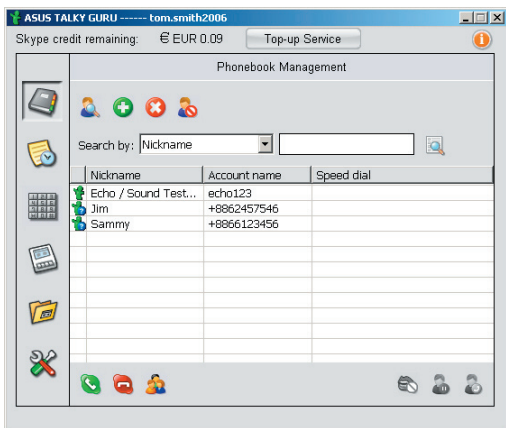 ASUS TALKY GURU ------ tom.smith2006
Skype credit remaining: € EUR 0.09 Top-up Service
Phonebook Management
Search by: Nickname
Nickname Account name Speed dial
Echo / Sound Test... echo123
Jim +8862457546
Sammy +8866123456